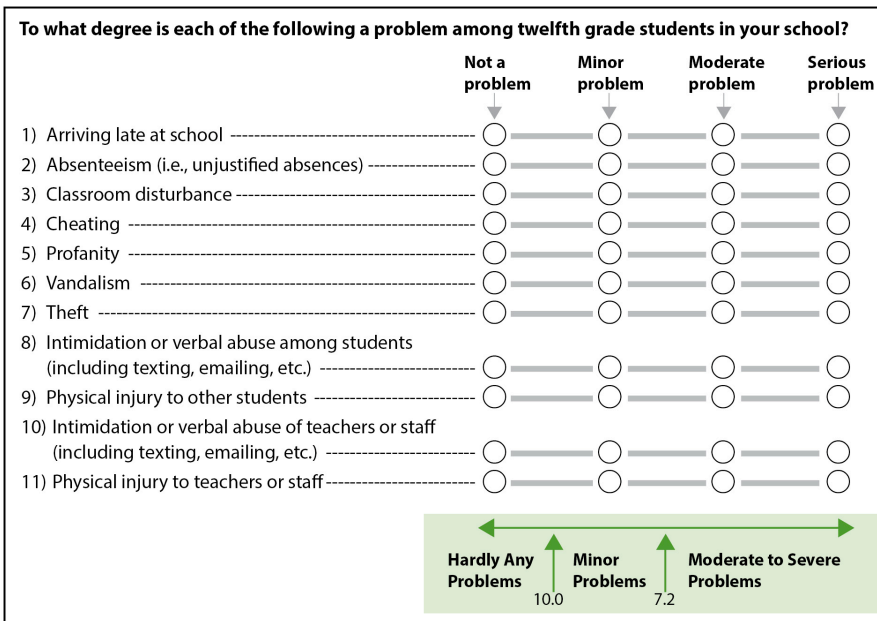 To what degree is each of the following a problem among twelfth grade students in your school?
Not a problem
Minor problem
Moderate problem
Serious problem
1) Arriving late at school
2) Absenteeism (i.e., unjustified absences)
3) Classroom disturbance
4) Cheating
5) Profanity
6) Vandalism
7) Theft
8) Intimidation or verbal abuse among students
(including texting, emailing, etc.)
9) Physical injury to other students
10) Intimidation or verbal abuse of teachers or staff
(including texting, emailing, etc.)
11) Physical injury to teachers or staff
Hardly Any Problems
Minor Problems
Moderate to Severe Problems
10.0
7.2